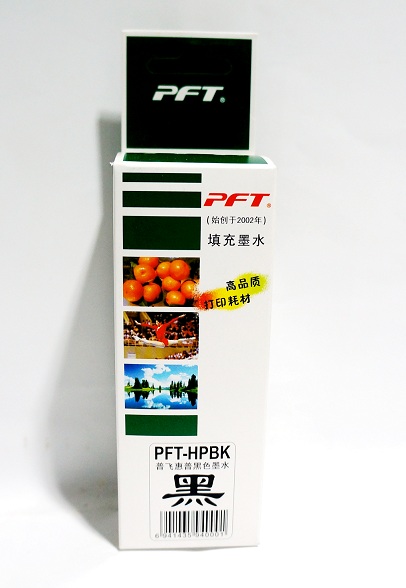 PFT®
PFT®
(始创于2002年)
填充墨水
高品质
打印耗材
PFT-HPBK
普飞惠普黑色墨水
黑
6941435940001